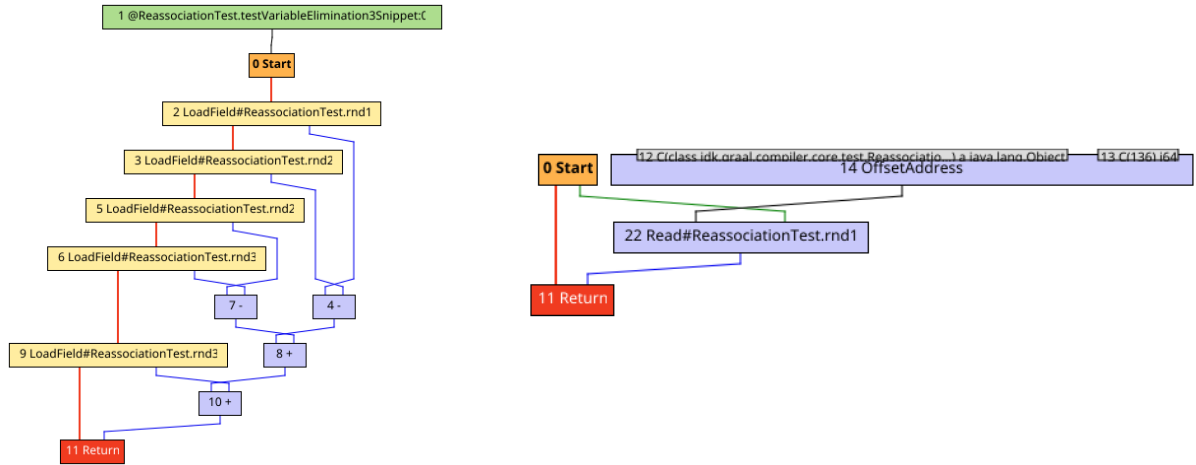 1 @ReassociationTest.testVariableElimination3Snippet:0
0 Start
2 LoadField#ReassociationTest.rnd1
3 LoadField#ReassociationTest.rnd2
5 LoadField#ReassociationTest.rnd2
6 LoadField#ReassociationTest.rnd3
7 -
4 -
9 LoadField#ReassociationTest.rnd3
8 +
10 +
11 Return
12 C(class jdk.graal.compiler.core.test.Reassociatio...) a java.lang.Object
13 C(136) i64
0 Start
14 OffsetAddress
22 Read#ReassociationTest.rnd1
11 Return